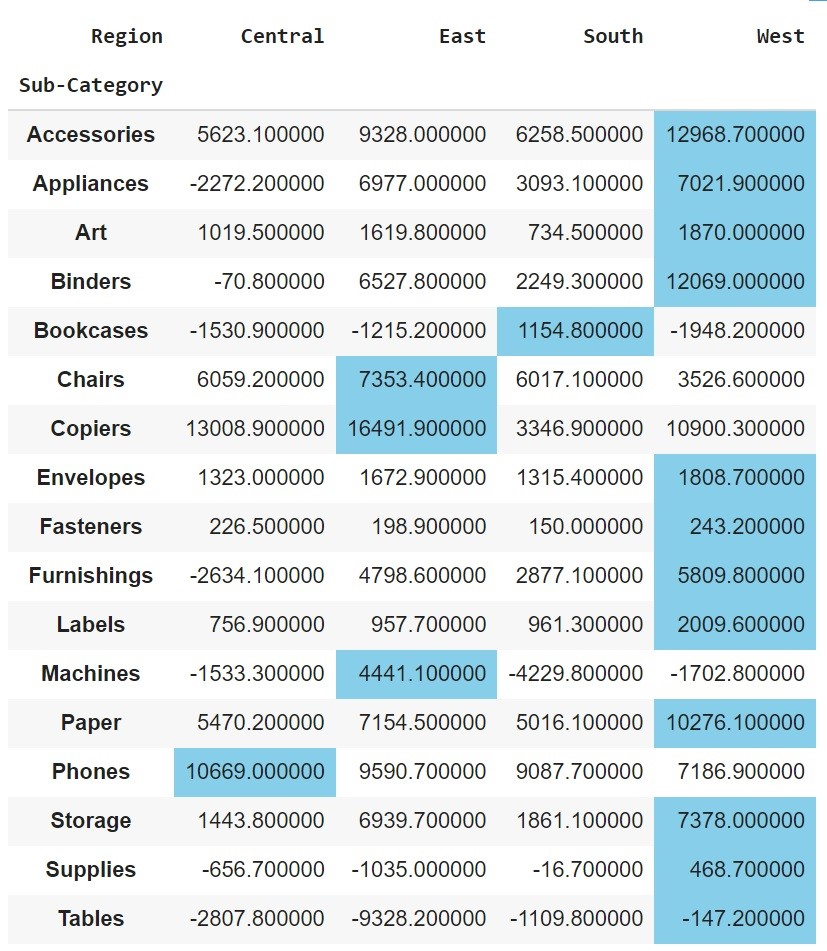 Region Central East South West
Sub-Category
Accessories 5623.100000 9328.000000 6258.500000 12968.700000
Appliances -2272.200000 6977.000000 3093.100000 7021.900000
Art 1019.500000 1619.800000 734.500000 1870.000000
Binders -70.800000 6527.800000 2249.300000 12069.000000
Bookcases -1530.900000 -1215.200000 1154.800000 -1948.200000
Chairs 6059.200000 7353.400000 6017.100000 3526.600000
Copiers 13008.900000 16491.900000 3346.900000 10900.300000
Envelopes 1323.000000 1672.900000 1315.400000 1808.700000
Fasteners 226.500000 198.900000 150.000000 243.200000
Furnishings -2634.100000 4798.600000 2877.100000 5809.800000
Labels 756.900000 957.700000 961.300000 2009.600000
Machines -1533.300000 4441.100000 -4229.800000 -1702.800000
Paper 5470.200000 7154.500000 5016.100000 10276.100000
Phones 10669.000000 9590.700000 9087.700000 7186.900000
Storage 1443.800000 6939.700000 1861.100000 7378.000000
Supplies -656.700000 -1035.000000 -16.700000 468.700000
Tables -2807.800000 -9328.200000 -1109.800000 -147.200000